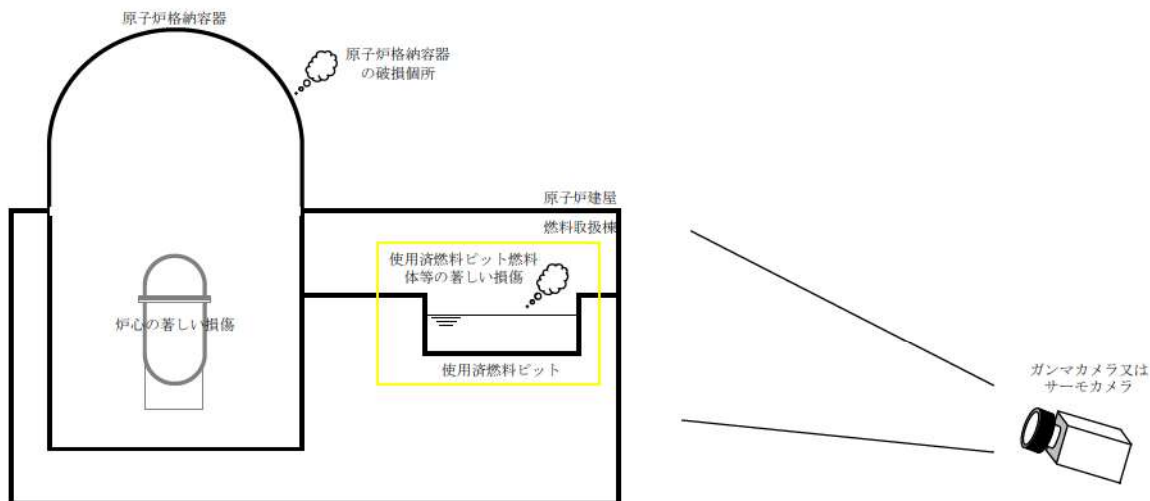 原子炉格納容器
原子炉格納容器
の破損個所
原子炉建屋
燃料取扱棟
使用済燃料ピット燃料
体等の著しい損傷
炉心の著しい損傷
使用済燃料ピット
ガンマカメラ又は
サーモカメラ